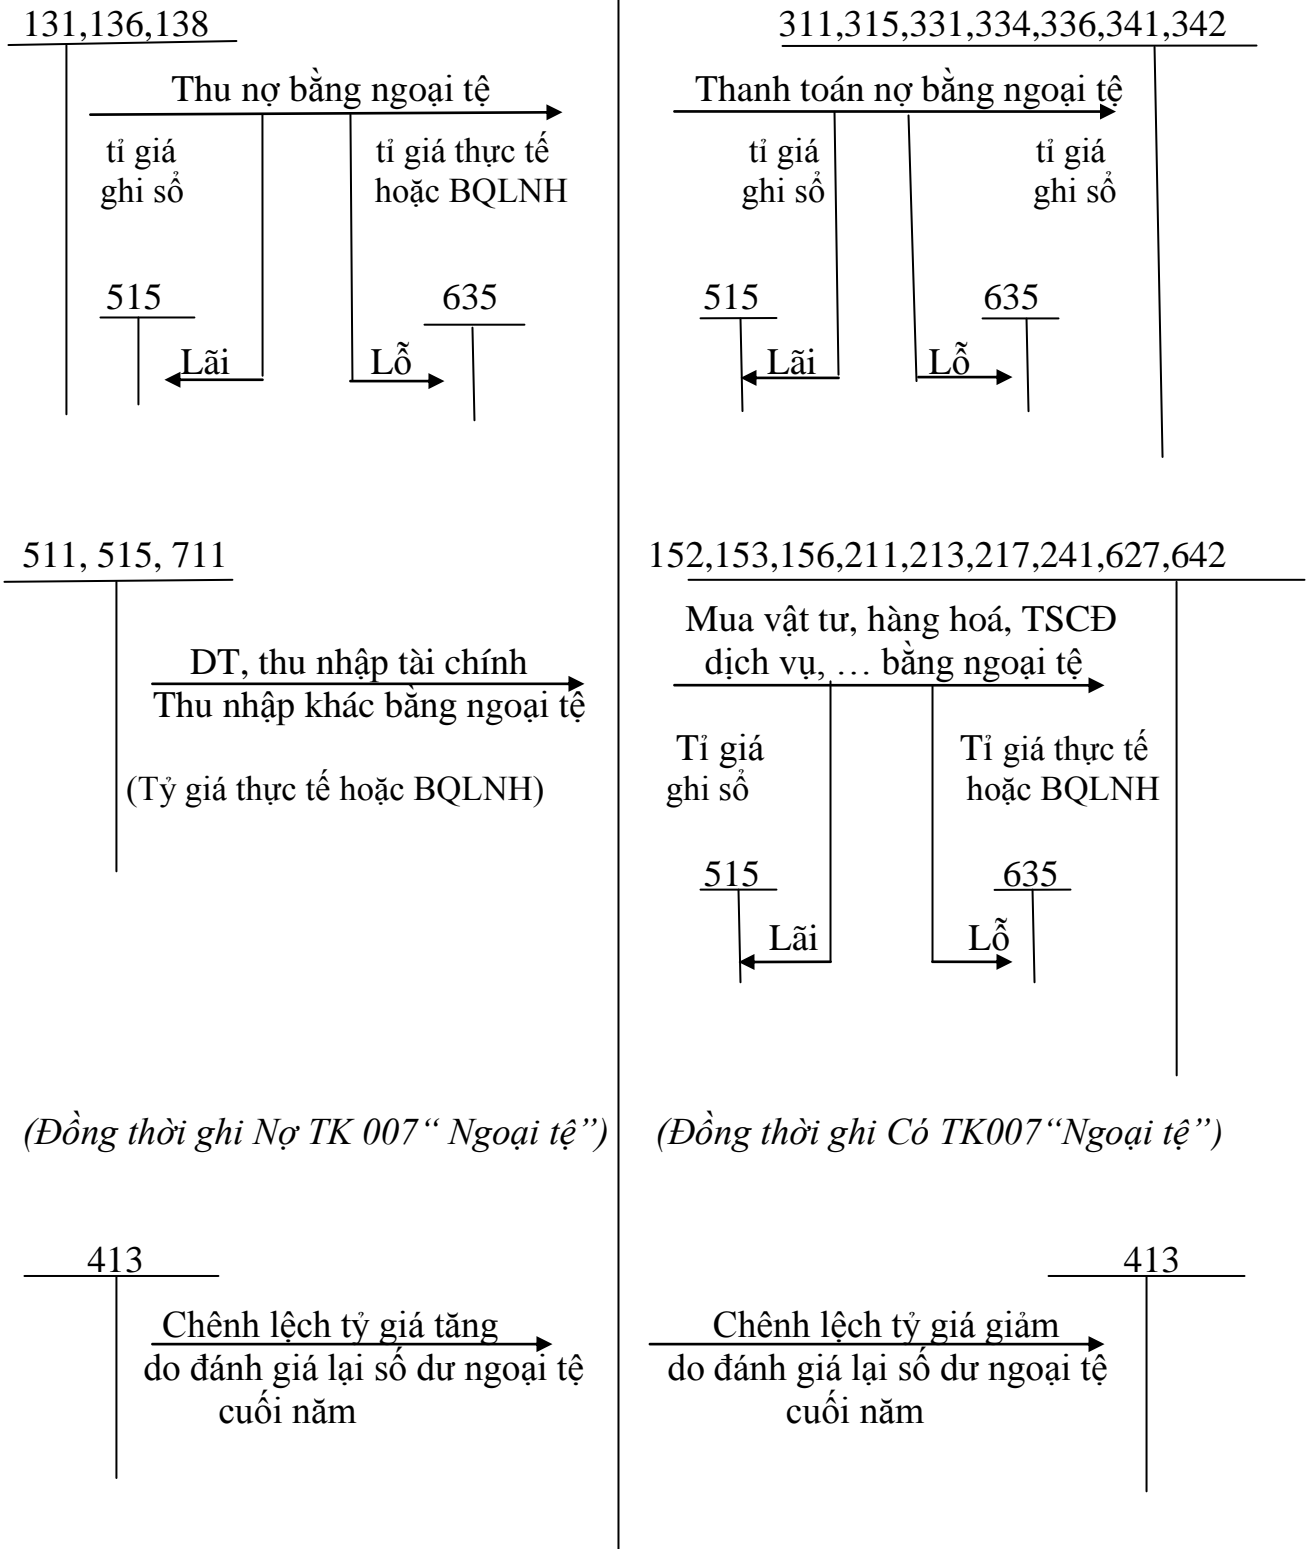 131,136,138
Thu nợ bằng ngoại tệ
tỉ giá
ghi sổ
tỉ giá thực tế
hoặc BQLNH
515
635
Lãi
Lỗ
311,315,331,334,336,341,342
Thanh toán nợ bằng ngoại tệ
tỉ giá
ghi sổ
tỉ giá
ghi sổ
515
635
Lãi
Lỗ
511, 515, 711
DT, thu nhập tài chính
Thu nhập khác bằng ngoại tệ
(Tỷ giá thực tế hoặc BQLNH)
152,153,156,211,213,217,241,627,642
Mua vật tư, hàng hoá, TSCĐ
dịch vụ, … bằng ngoại tệ
Tỉ giá
ghi sổ
Tỉ giá thực tế
hoặc BQLNH
515
635
Lãi
Lỗ
(Đồng thời ghi Nợ TK 007“ Ngoại tệ”)
(Đồng thời ghi Có TK007“Ngoại tệ”)
413
Chênh lệch tỷ giá tăng
do đánh giá lại số dư ngoại tệ
cuối năm
413
Chênh lệch tỷ giá giảm
do đánh giá lại số dư ngoại tệ
cuối năm